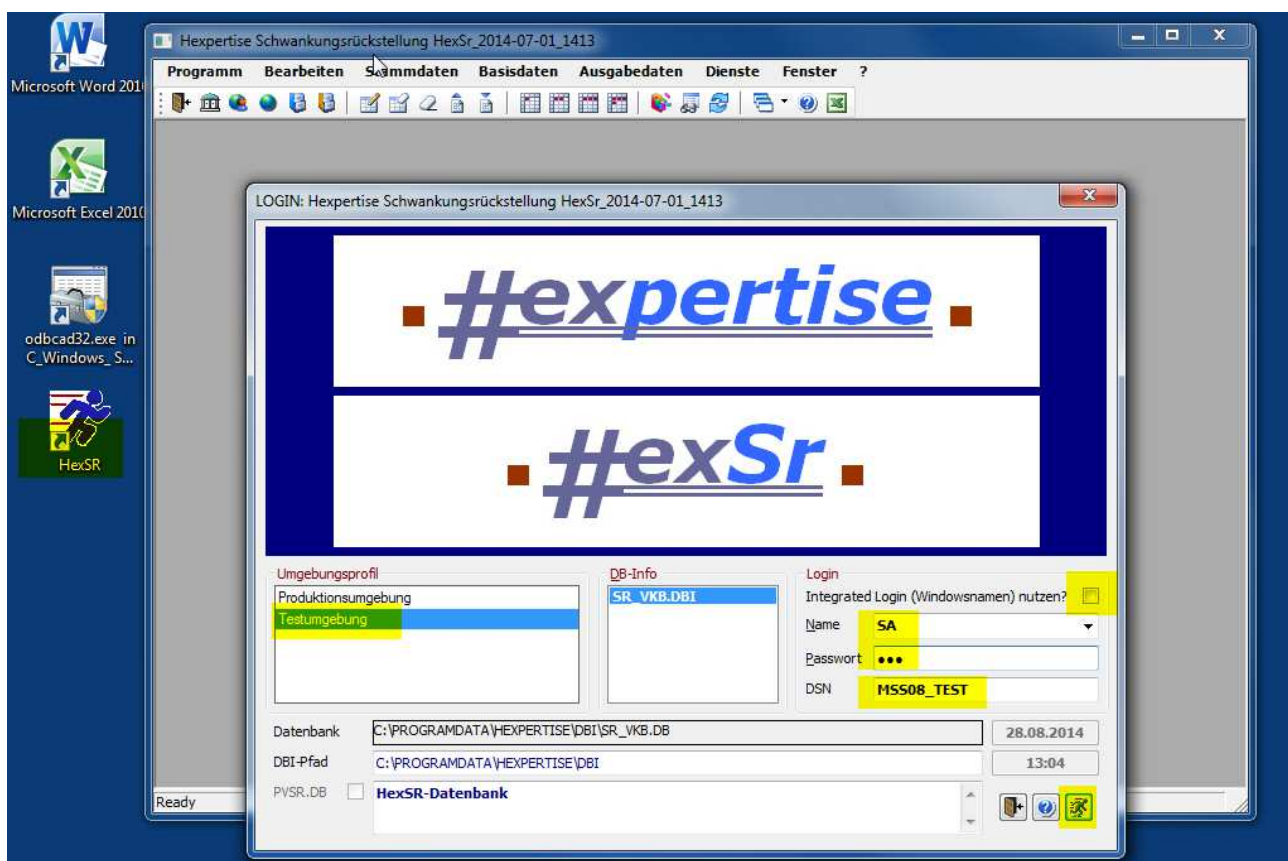 Microsoft Word 201
Microsoft Excel 2010
odbcad32.exe in
C_Windows_ S...
HexSR
Hexpertise Schwankungsrückstellung HexSr_2014-07-01_1413
Programm Bearbeiten Stammdaten Basisdaten Ausgabedaten Dienste Fenster ?
LOGIN: Hexpertise Schwankungsrückstellung HexSr_2014-07-01_1413
#expertise
#exSr
Umgebungsprofil
Produktionsumgebung
Testumgebung
DB-Info
SR_VKB.DBI
Login
Integrated Login (Windowsnamen) nutzen?
Name SA
Passwort •••
DSN MSS08_TEST
Datenbank C:\PROGRAMDATA\HEXPERTISE\DBI\SR_VKB.DB 28.08.2014
DBI-Pfad C:\PROGRAMDATA\HEXPERTISE\DBI 13:04
PVSR.DB HexSR-Datenbank
Ready